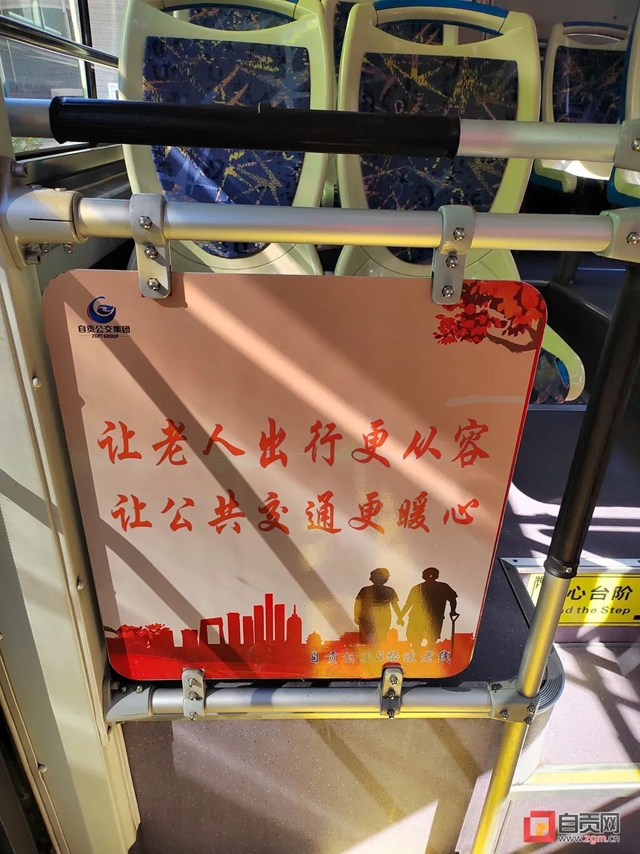 自贡公交集团
ZGPT GROUP
让老人出行更从容
让公共交通更暖心
心台阶
d the Step
自贡网
www.zgm.cn